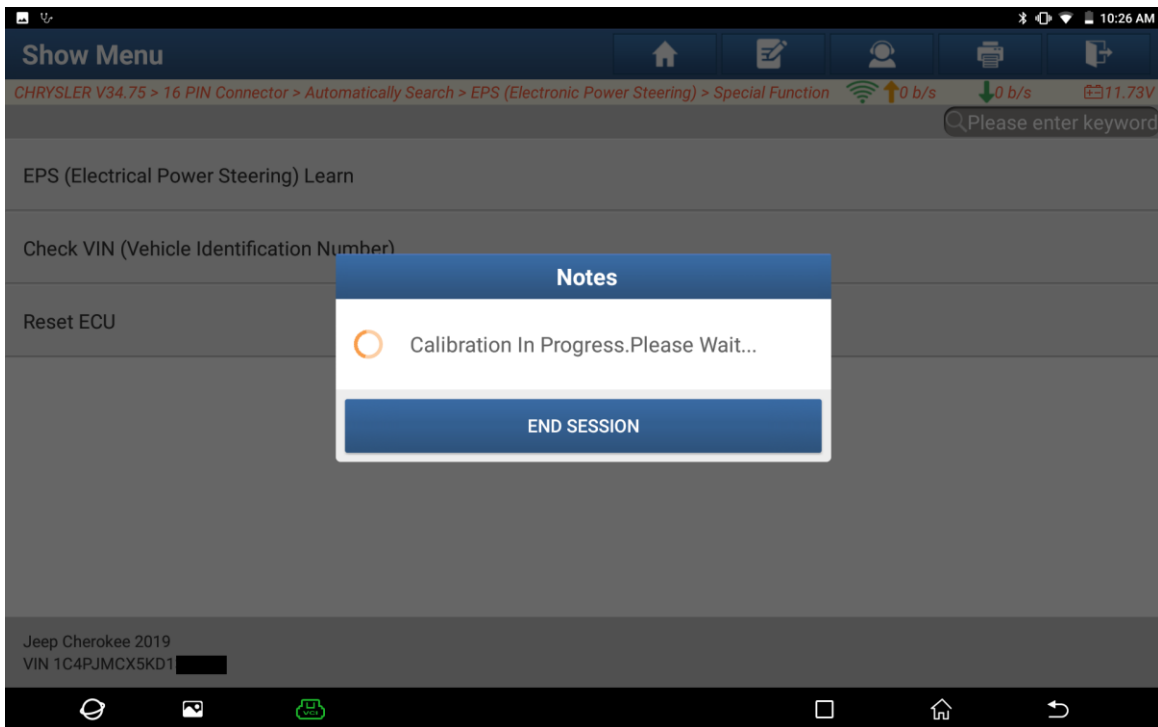 10:26 AM
Show Menu
CHRYSLER V34.75 > 16 PIN Connector > Automatically Search > EPS (Electronic Power Steering) > Special Function 0 b/s 0 b/s 11.73V
Please enter keyword
EPS (Electrical Power Steering) Learn
Check VIN (Vehicle Identification Number)
Notes
Reset ECU
Calibration In Progress.Please Wait...
END SESSION
Jeep Cherokee 2019
VIN 1C4PJMCX5KD1
VCI